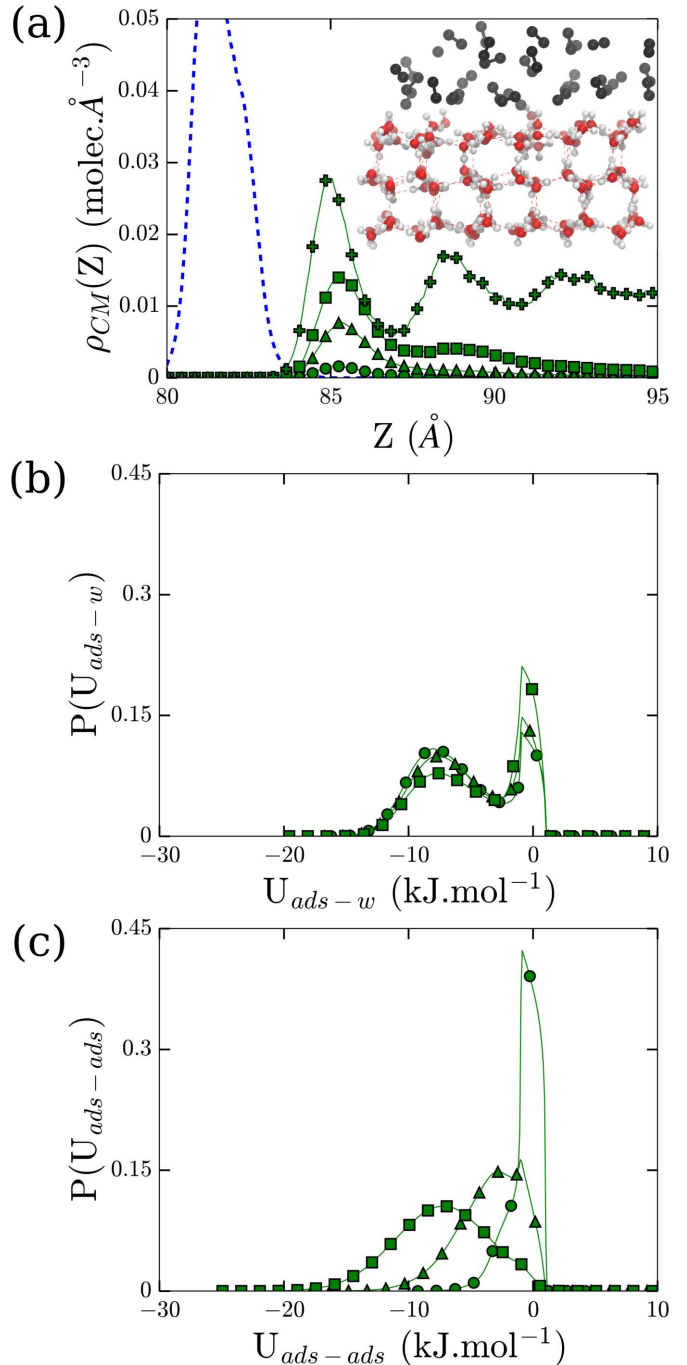 (a)
0.05
0.04
0.03
0.02
0.01
0
ρCM(Z) (molec.Å−3)
80 85 90 95
Z (Å)
(b)
0.45
0.3
0.15
0
P(Uads−w)
−30 −20 −10 0 10
Uads−w (kJ.mol−1)
(c)
0.45
0.3
0.15
0
P(Uads−ads)
−30 −20 −10 0 10
Uads−ads (kJ.mol−1)